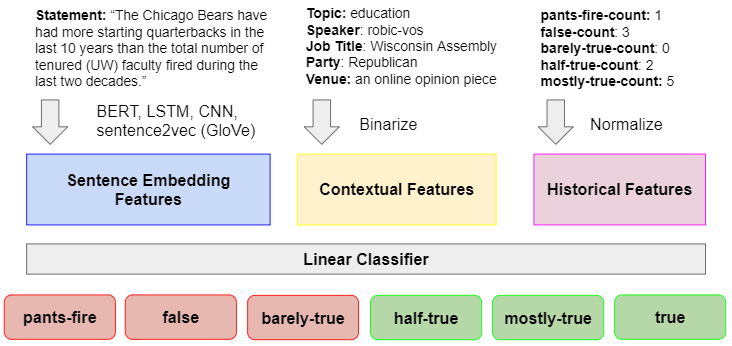 Statement: “The Chicago Bears have
had more starting quarterbacks in the
last 10 years than the total number of
tenured (UW) faculty fired during the
last two decades.”
BERT, LSTM, CNN,
sentence2vec (GloVe)
Sentence Embedding
Features
Topic: education
Speaker: robic-vos
Job Title: Wisconsin Assembly
Party: Republican
Venue: an online opinion piece
Binarize
Contextual Features
pants-fire-count: 1
false-count: 3
barely-true-count: 0
half-true-count: 2
mostly-true-count: 5
Normalize
Historical Features
Linear Classifier
pants-fire
false
barely-true
half-true
mostly-true
true